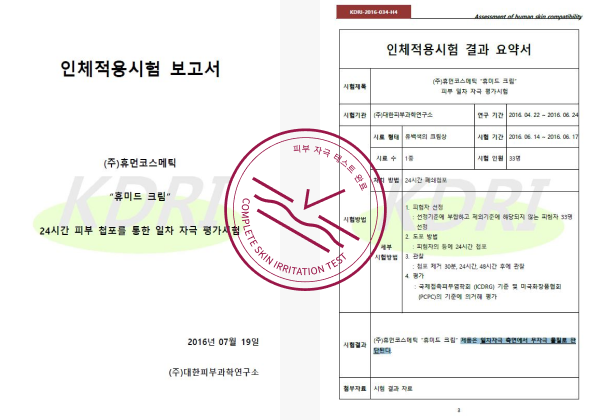 인체적용시험 보고서
(주)휴먼코스메틱
"휴미드 크림"
24시간 피부 첩포를 통한 일차 자극 평가시험
2016년 07월 19일
(주)대한피부과학연구소
KDRI
피부 자극 테스트 완료
COMPLETE SKIN IRRITATION TEST
KDRI-2016-034-H4
Assessment of human skin compatibility
인체적용시험 결과 요약서
시험제목
(주)휴먼코스메틱 "휴미드 크림"
피부 일차 자극 평가시험
시험기관 (주)대한피부과학연구소 연구 기간 2016. 04. 22 ~ 2016. 06. 24
시료 형태 유백색의 크림상 시험 기간 2016. 06. 14 ~ 2016. 06. 17
시료 수 1종 시험 인원 33명
방법 24시간 폐쇄첩포
시험방법
세부
시험방법
1. 피험자 선정
: 선정기준에 부합하고 제외기준에 해당되지 않는 피험자 33명
선정
2. 도포 방법
: 피험자의 등에 24시간 첩포
3. 관찰
: 첩포 제거 30분, 24시간, 48시간 후에 관찰
4. 평가
: 국제접촉피부염학회 (ICDRG) 기준 및 미국화장품협회
(PCPC)의 기준에 의거해 평가
KDRI
시험결과
(주)휴먼코스메틱 "휴미드 크림" 제품은 일차자극 측면에서 무자극 물질로 판
단된다.
첨부자료 시험 결과 자료
3